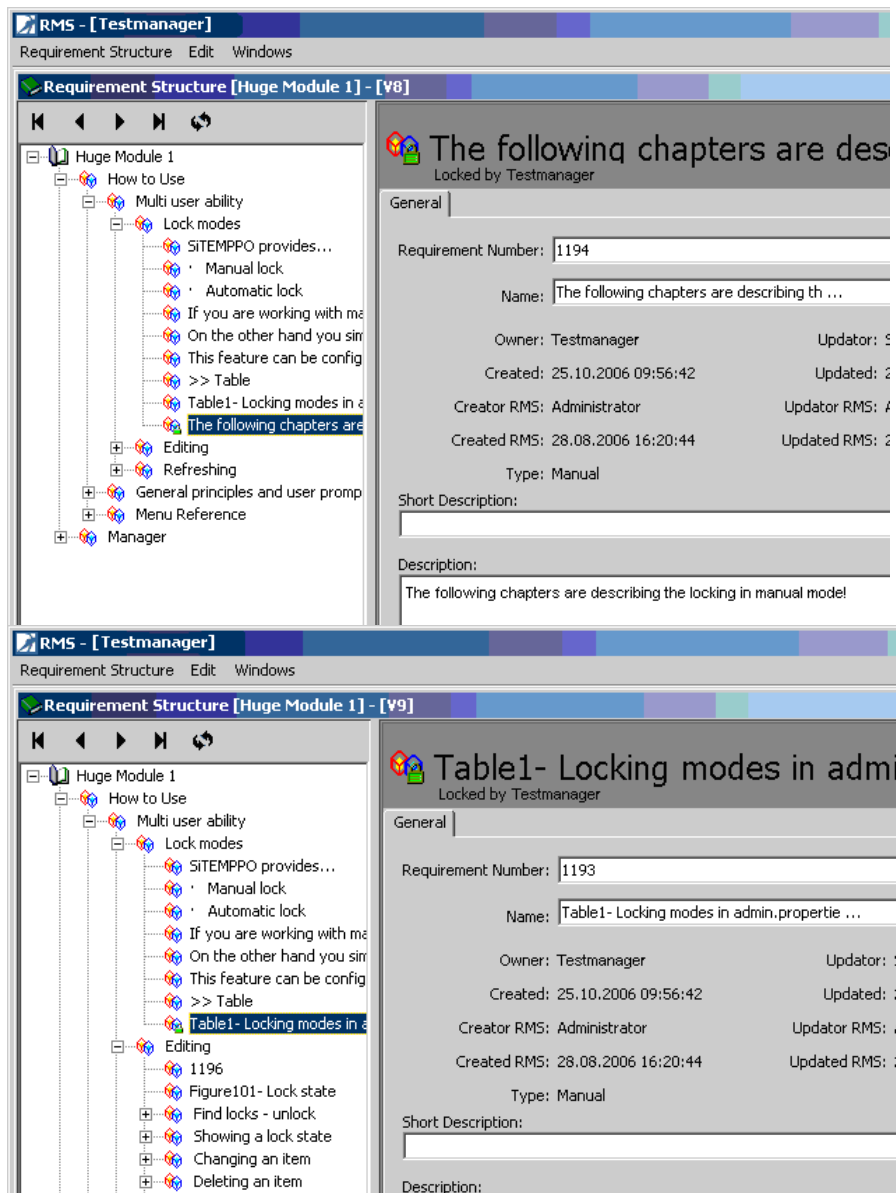 RMS - [Testmanager]
Requirement Structure Edit Windows
Requirement Structure [Huge Module 1] - [V8]
Huge Module 1
How to Use
Multi user ability
Lock modes
SiTEMPPO provides...
· Manual lock
· Automatic lock
If you are working with ma
On the other hand you sim
This feature can be config
>> Table
Table1- Locking modes in a
The following chapters are
Editing
Refreshing
General principles and user promp
Menu Reference
Manager
The following chapters are des
Locked by Testmanager
General
Requirement Number: 1194
Name: The following chapters are describing th ...
Owner: Testmanager Updator:
Created: 25.10.2006 09:56:42 Updated: 2
Creator RMS: Administrator Updator RMS:
Created RMS: 28.08.2006 16:20:44 Updated RMS: 2
Type: Manual
Short Description:
Description:
The following chapters are describing the locking in manual mode!
RMS - [Testmanager]
Requirement Structure Edit Windows
Requirement Structure [Huge Module 1] - [V9]
Huge Module 1
How to Use
Multi user ability
Lock modes
SiTEMPPO provides...
· Manual lock
· Automatic lock
If you are working with ma
On the other hand you sim
This feature can be config
>> Table
Table1- Locking modes in a
Editing
1196
Figure101- Lock state
Find locks - unlock
Showing a lock state
Changing an item
Deleting an item
Table1- Locking modes in admi
Locked by Testmanager
General
Requirement Number: 1193
Name: Table1- Locking modes in admin.propertie ...
Owner: Testmanager Updator:
Created: 25.10.2006 09:56:42 Updated:
Creator RMS: Administrator Updator RMS:
Created RMS: 28.08.2006 16:20:44 Updated RMS:
Type: Manual
Short Description:
Description: